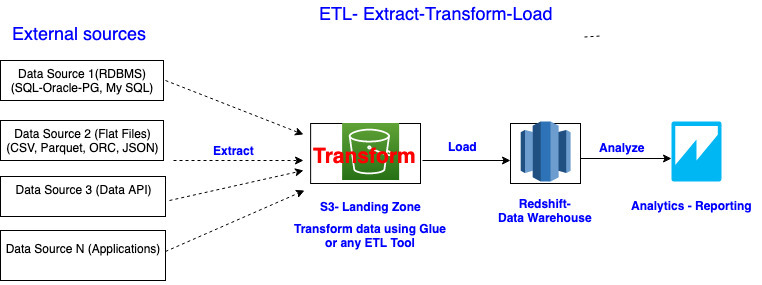 ETL- Extract-Transform-Load
External sources
Data Source 1(RDBMS)
(SQL-Oracle-PG, My SQL)
Data Source 2 (Flat Files)
(CSV, Parquet, ORC, JSON)
Data Source 3 (Data API)
Data Source N (Applications)
Extract
Transform
S3- Landing Zone
Transform data using Glue
or any ETL Tool
Load
Redshift-
Data Warehouse
Analyze
Analytics - Reporting